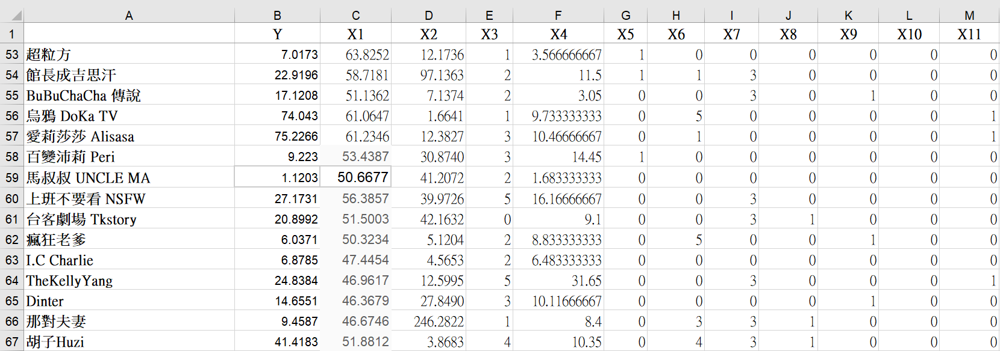 A B C D E F G H I J K L M
1 Y X1 X2 X3 X4 X5 X6 X7 X8 X9 X10 X11
53 超粒方 7.0173 63.8252 12.1736 1 3.566666667 1 0 0 0 0 0 0
54 館長成吉思汗 22.9196 58.7181 97.1363 2 11.5 1 1 3 0 0 0 0
55 BuBuChaCha 傳說 17.1208 51.1362 7.1374 2 3.05 0 0 3 0 1 0 0
56 烏鴉 DoKa TV 74.043 61.0647 1.6641 1 9.733333333 0 5 0 0 0 0 1
57 愛莉莎莎 Alisasa 75.2266 61.2346 12.3827 3 10.46666667 0 1 0 0 0 0 1
58 百變沛莉 Peri 9.223 53.4387 30.8740 3 14.45 1 0 0 0 0 0 0
59 馬叔叔 UNCLE MA 1.1203 50.6677 41.2072 2 1.683333333 0 0 0 0 0 0 0
60 上班不要看 NSFW 27.1731 56.3857 39.9726 5 16.16666667 0 0 3 0 0 0 0
61 台客劇場 Tkstory 20.8992 51.5003 42.1632 0 9.1 0 0 3 1 0 0 0
62 瘋狂老爹 6.0371 50.3234 5.1204 2 8.833333333 0 5 0 0 1 0 0
63 I.C Charlie 6.8785 47.4454 4.5653 2 6.483333333 0 0 0 0 0 0 0
64 TheKellyYang 24.8384 46.9617 12.5995 5 31.65 0 0 3 0 0 0 1
65 Dinter 14.6551 46.3679 27.8490 3 10.11666667 0 0 0 0 1 0 0
66 那對夫妻 9.4587 46.6746 246.2822 1 8.4 0 3 3 1 0 0 0
67 胡子Huzi 41.4183 51.8812 3.8683 4 10.35 0 4 3 1 0 0 0